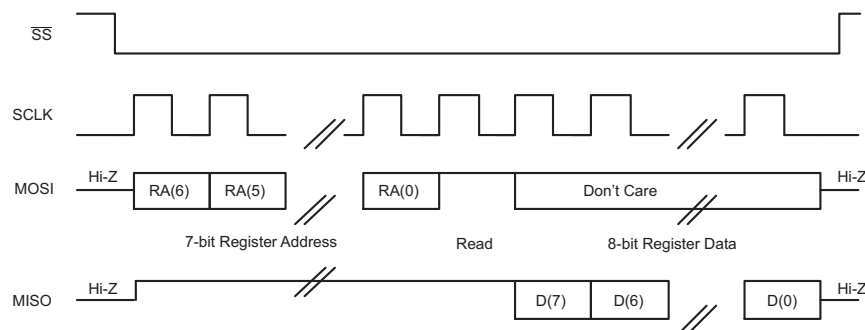 SS
SCLK
Hi-Z
Hi-Z
MOSI
RA(6)
RA(5)
RA(0)
Don't Care
7-bit Register Address
Read
8-bit Register Data
Hi-Z
Hi-Z
MISO
D(7)
D(6)
D(0)